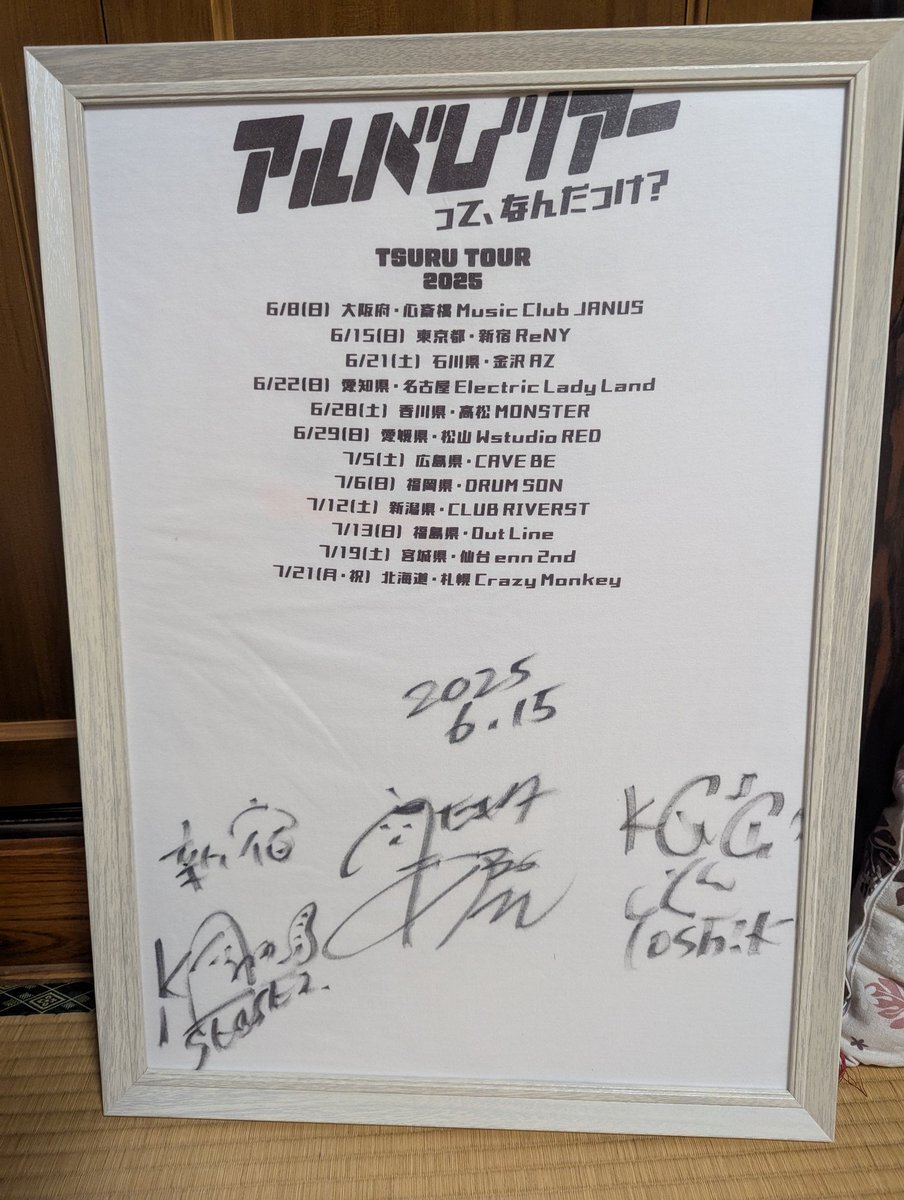 アルバムツアー
って、なんだっけ?
TSURU TOUR
2025
6/8(日) 大阪府・心斎橋 Music Club JANUS
6/15(日) 東京都・新宿 ReNY
6/21(土) 石川県・金沢 AZ
6/22(日) 愛知県・名古屋 Electric Lady Land
6/28(土) 香川県・高松 MONSTER
6/29(日) 愛媛県・松山 Wstudio RED
7/5(土) 広島県・CAVE BE
7/6(日) 福岡県・DRUM SON
7/12(土) 新潟県・CLUB RIVERST
7/13(日) 福島県・Out Line
7/19(土) 宮城県・仙台 enn 2nd
7/21(月・祝) 北海道・札幌 Crazy Monkey
2025
6.15
新宿